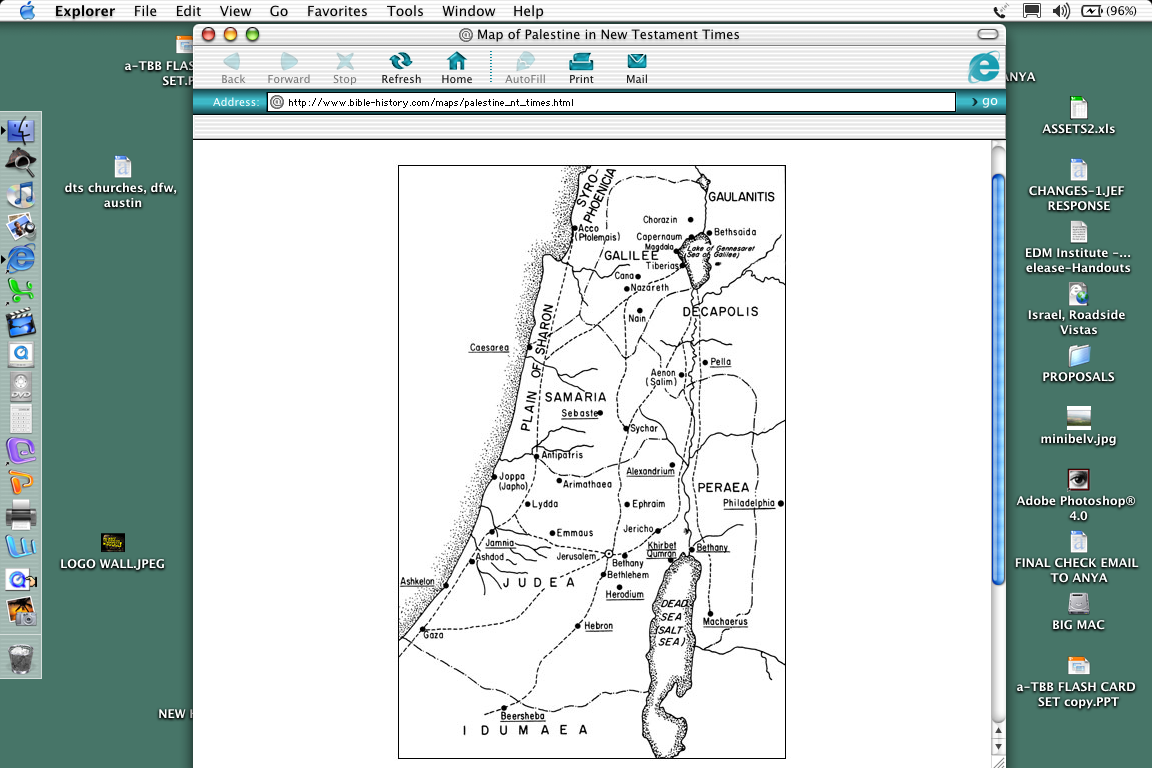 Explorer File Edit View Go Favorites Tools Window Help (96%)
@ Map of Palestine in New Testament Times
Back Forward Stop Refresh Home AutoFill Print Mail
Address: @ http://www.bible-history.com/maps/palestine_nt_times.html › go
a-TBB FLASH
SET.P
dts churches, dfw,
austin
LOGO WALL.JPEG
NEW
SYRO-
PHOENICIA
GAULANITIS
Chorazin
Acco
(Ptolemais)
Capernaum
Bethsaida
Magdala
Lake of Gennesaret
Sea of Galilee)
GALILEE
Tiberias
Cana
Nazareth
Nain
DECAPOLIS
PLAIN OF SHARON
Caesarea
Pella
Aenon
(Salim)
SAMARIA
Sebaste
Sychar
Antipatris
Alexandrium
Joppa
(Japho)
Arimathaea
PERAEA
Lydda
Ephraim
Philadelphia
Jericho
Emmaus
Jamnia
Jerusalem
Khirbet
Qumran
Bethany
Ashdod
Bethany
Bethlehem
Ashkelon
JUDEA
Herodium
DEAD
SEA
(SALT
SEA)
Machaerus
Gaza
Hebron
Beersheba
IDUMAEA
ANYA
ASSETS2.xls
CHANGES-1.JEF
RESPONSE
EDM Institute -...
elease-Handouts
Israel, Roadside
Vistas
PROPOSALS
minibelv.jpg
Adobe Photoshop®
4.0
FINAL CHECK EMAIL
TO ANYA
BIG MAC
a-TBB FLASH CARD
SET copy.PPT
DVD